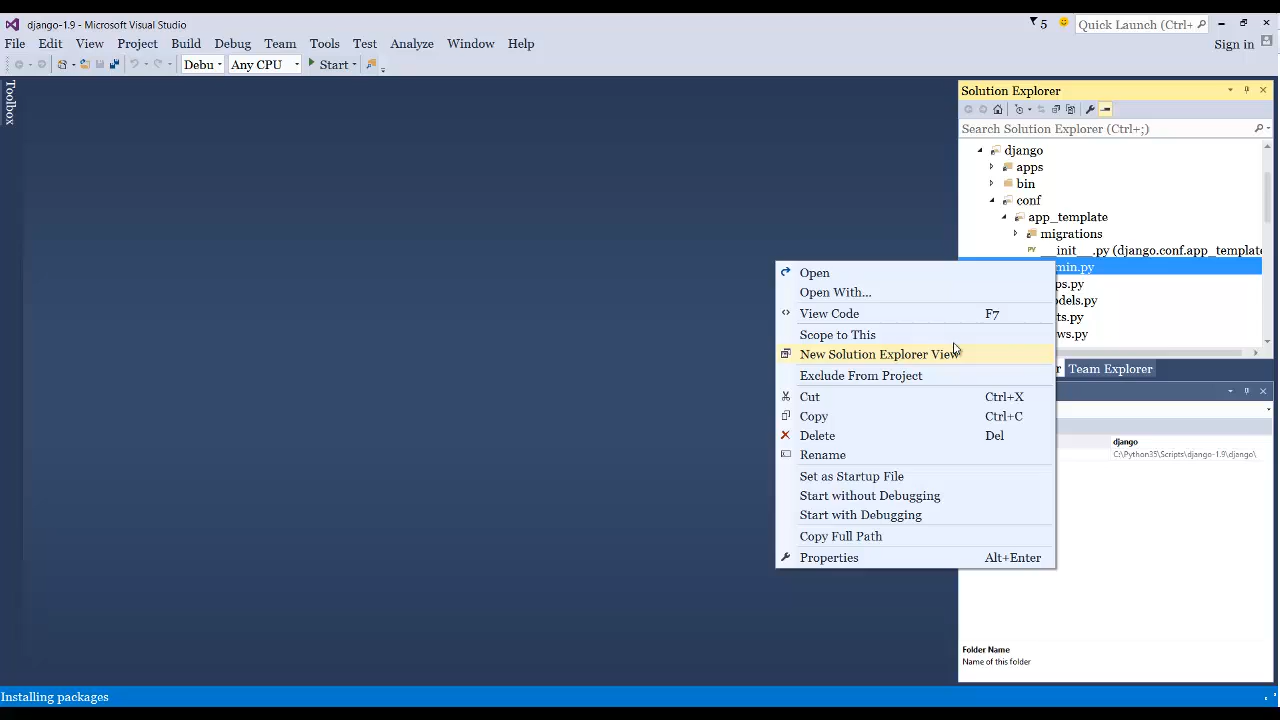 django-1.9 - Microsoft Visual Studio
5
Quick Launch (Ctrl+
File Edit View Project Build Debug Team Tools Test Analyze Window Help
Sign in
Debu Any CPU Start
Toolbox
Solution Explorer
Search Solution Explorer (Ctrl+;)
django
apps
bin
conf
app_template
migrations
__init__.py (django.conf.app_template
min.py
ps.py
odels.py
ts.py
ws.py
Open
Open With...
View Code F7
Scope to This
New Solution Explorer View
Exclude From Project
Cut Ctrl+X
Copy Ctrl+C
Delete Del
Rename
Set as Startup File
Start without Debugging
Start with Debugging
Copy Full Path
Properties Alt+Enter
r Team Explorer
django
C:\Python35\Scripts\django-1.9\django\
Folder Name
Name of this folder
Installing packages